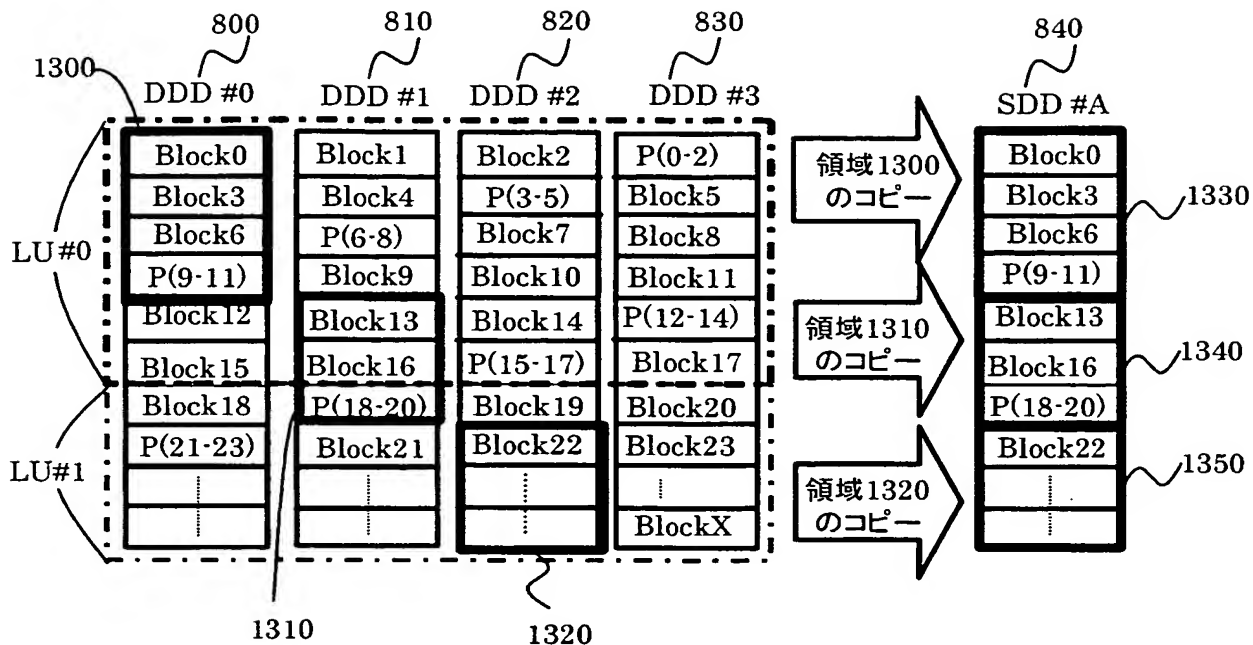 800 810 820 830 840
1300
DDD #0 DDD #1 DDD #2 DDD #3 SDD #A
Block0 Block1 Block2 P(0-2) Block0
Block3 Block4 P(3-5) Block5 Block3
Block6 P(6-8) Block7 Block8 Block6
P(9-11) Block9 Block10 Block11 P(9-11)
Block12 Block13 Block14 P(12-14) Block13
Block15 Block16 P(15-17) Block17 Block16
Block18 P(18-20) Block19 Block20 P(18-20)
P(21-23) Block21 Block22 Block23 Block22
BlockX
LU#0
LU#1
領域1300
のコピー
領域1310
のコピー
領域1320
のコピー
1330
1340
1350
1310
1320